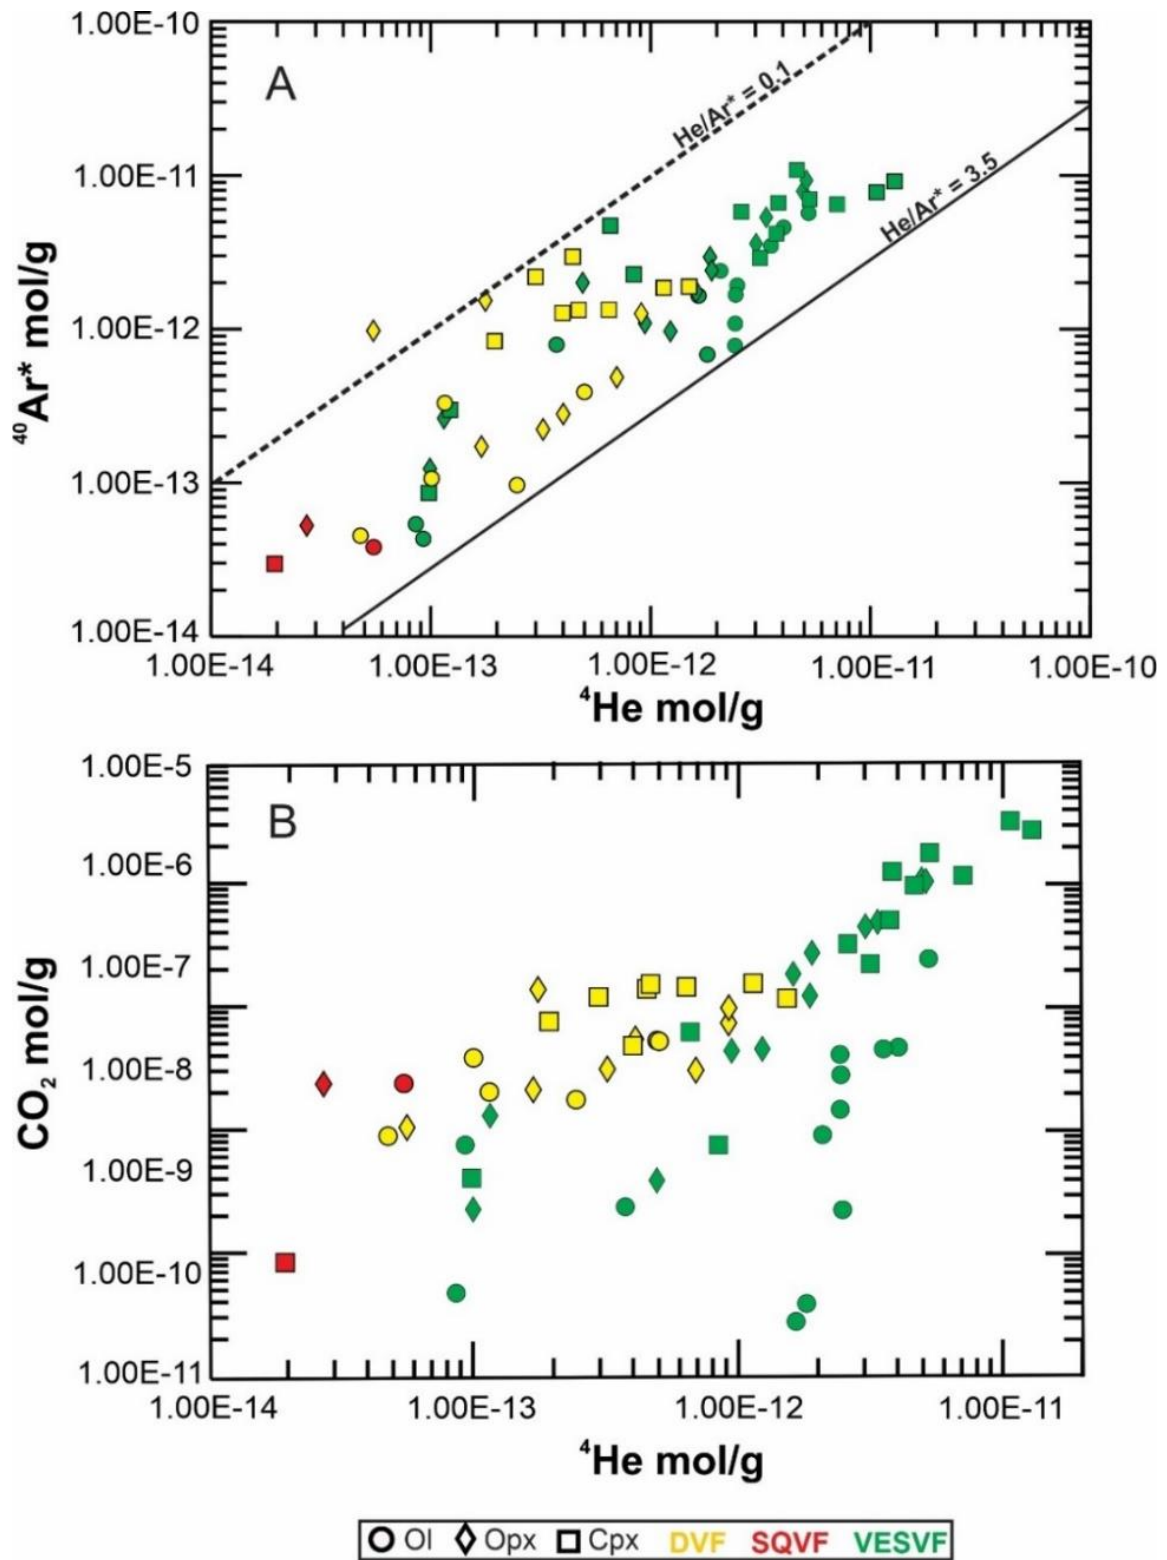 1.00E-10
A
He/Ar* = 0.1
1.00E-11
He/Ar* = 3.5
⁴⁰Ar* mol/g
1.00E-12
1.00E-13
1.00E-14
1.00E-14 1.00E-13 1.00E-12 1.00E-11 1.00E-10
⁴He mol/g
1.00E-5
B
1.00E-6
1.00E-7
CO₂ mol/g
1.00E-8
1.00E-9
1.00E-10
1.00E-11
1.00E-14 1.00E-13 1.00E-12 1.00E-11
⁴He mol/g
Ol Opx Cpx DVF SQVF VESVF